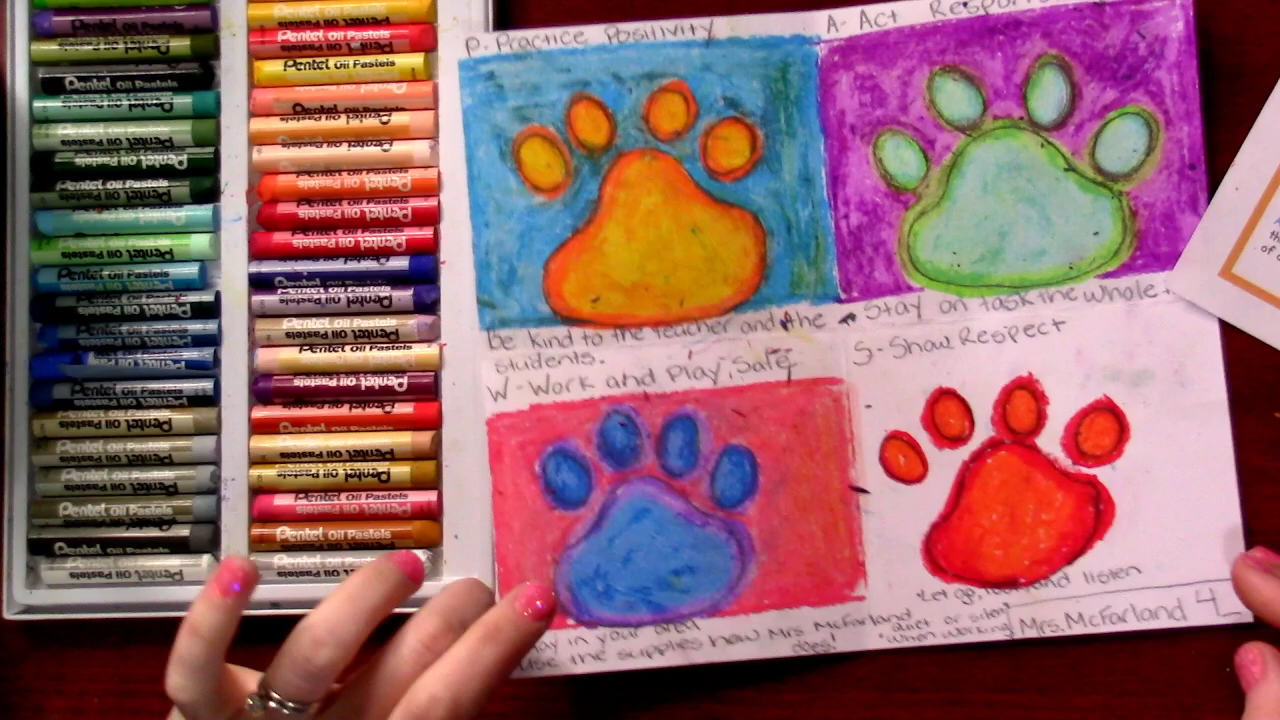 P- Practice Positivity
A- Act
be kind to the teacher and the
students.
Stay on task the whole
W- Work and Play Safe
S- Show Respect
in your area
use the supplies how Mrs McFarland
does!
"Let go, look and listen
quiet or silent
"when working
Mrs. McFarland 4L
Pentel Oil Pastels